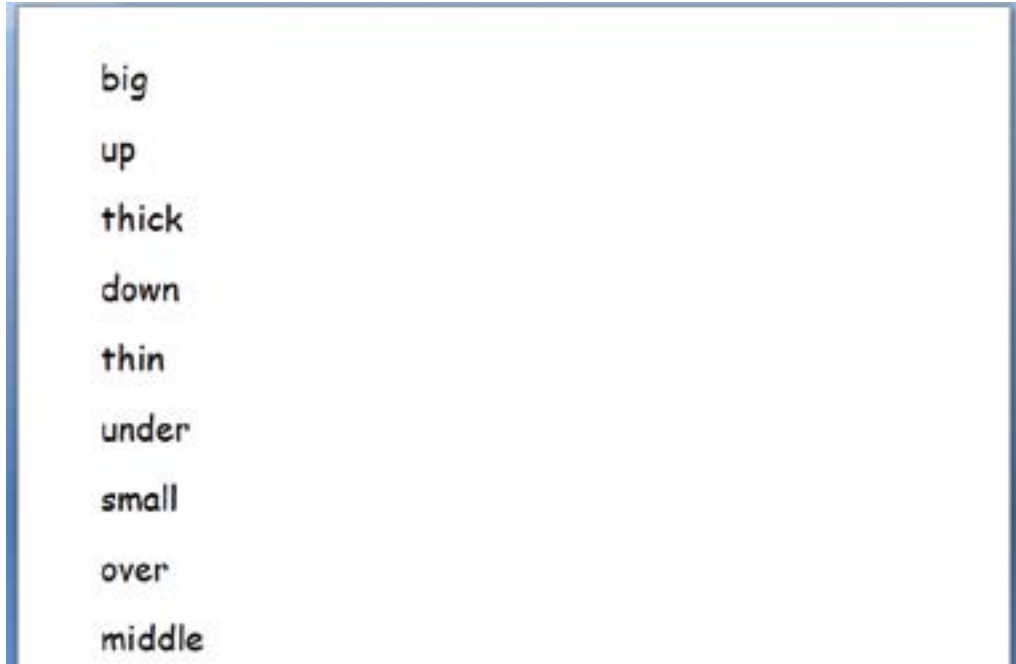 big
up
thick
down
thin
under
small
over
middle